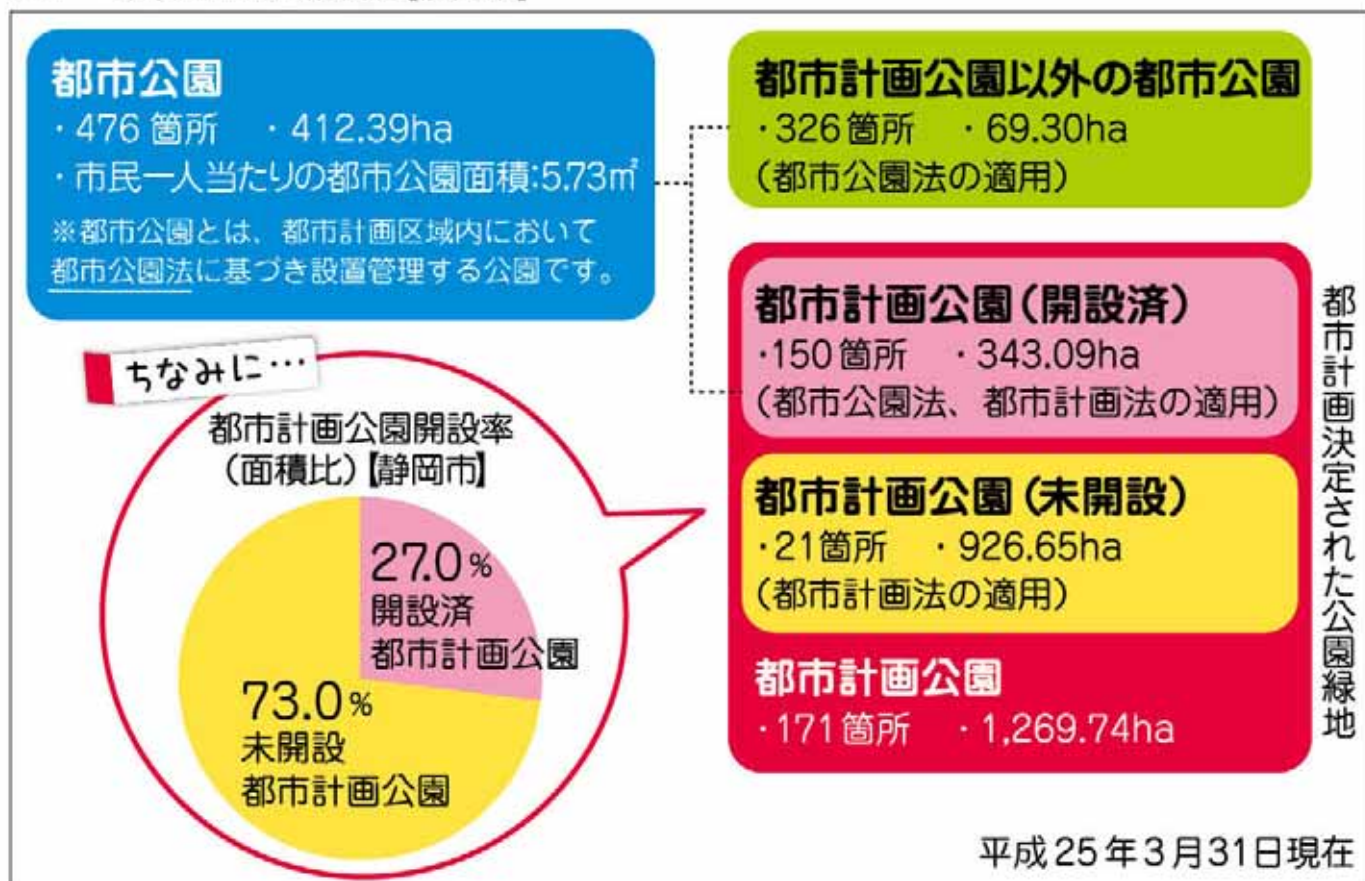 都市公園
・476箇所 ・412.39ha
・市民一人当たりの都市公園面積:5.73㎡
※都市公園とは、都市計画区域内において
都市公園法に基づき設置管理する公園です。
都市計画公園以外の都市公園
・326箇所 ・69.30ha
(都市公園法の適用)
都市計画公園(開設済)
・150箇所 ・343.09ha
(都市公園法、都市計画法の適用)
都市計画公園(未開設)
・21箇所 ・926.65ha
(都市計画法の適用)
都市計画公園
・171箇所 ・1,269.74ha
都市計画決定された公園緑地
ちなみに…
都市計画公園開設率
(面積比)【静岡市】
27.0%
開設済
都市計画公園
73.0%
未開設
都市計画公園
平成25年3月31日現在